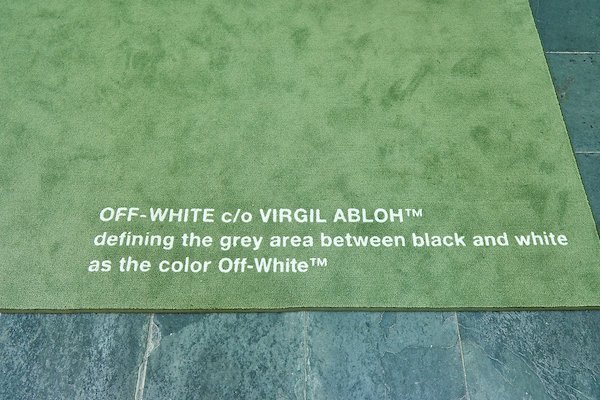 OFF-WHITE c/o VIRGIL ABLOH™
defining the grey area between black and white
as the color Off-White™